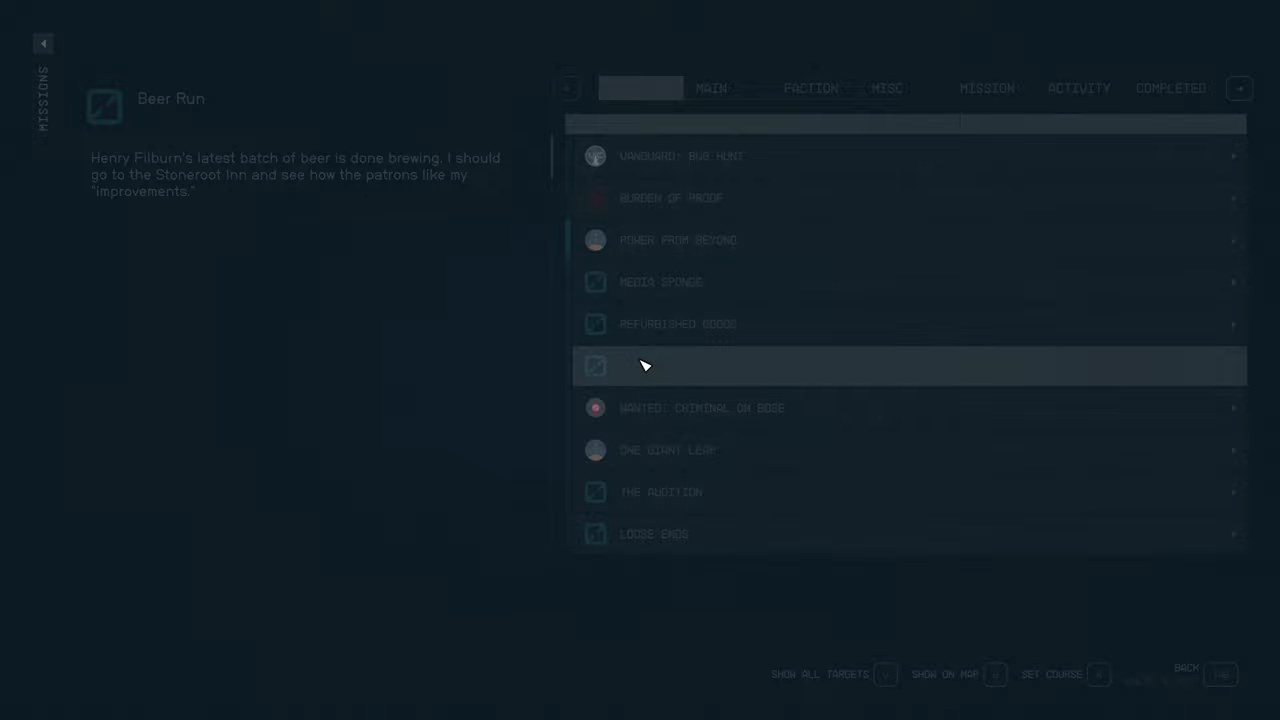 MISSIONS
Beer Run
Henry Filburn's latest batch of beer is done brewing. I should
go to the Stoneroot Inn and see how the patrons like my
"improvements."
MAIN FACTION MISC MISSION ACTIVITY COMPLETED
VANGUARD: BUG HUNT
BURDEN OF PROOF
POWER FROM BEYOND
MEDIA SPONGE
REFURBISHED GOODS
WANTED: CRIMINAL ON BOSE
ONE GIANT LEAP
THE AUDITION
LOOSE ENDS
SHOW ALL TARGETS SHOW ON MAP SET COURSE BACK